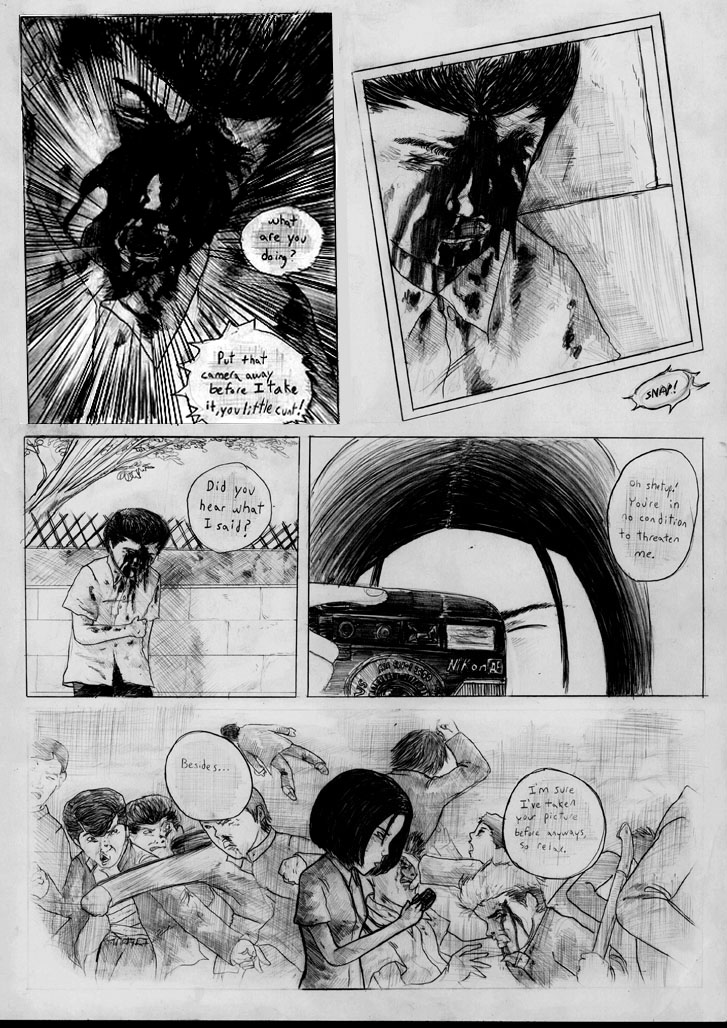 what
are you
doing?
Put that
camera away
before I take
it, you little cunt!
SNAP!
Did you
hear what
I said?
Oh shutup!
You're in
no condition
to threaten
me.
Nikon AF
Besides...
I'm sure
I've taken
your picture
before anyways,
so relax.